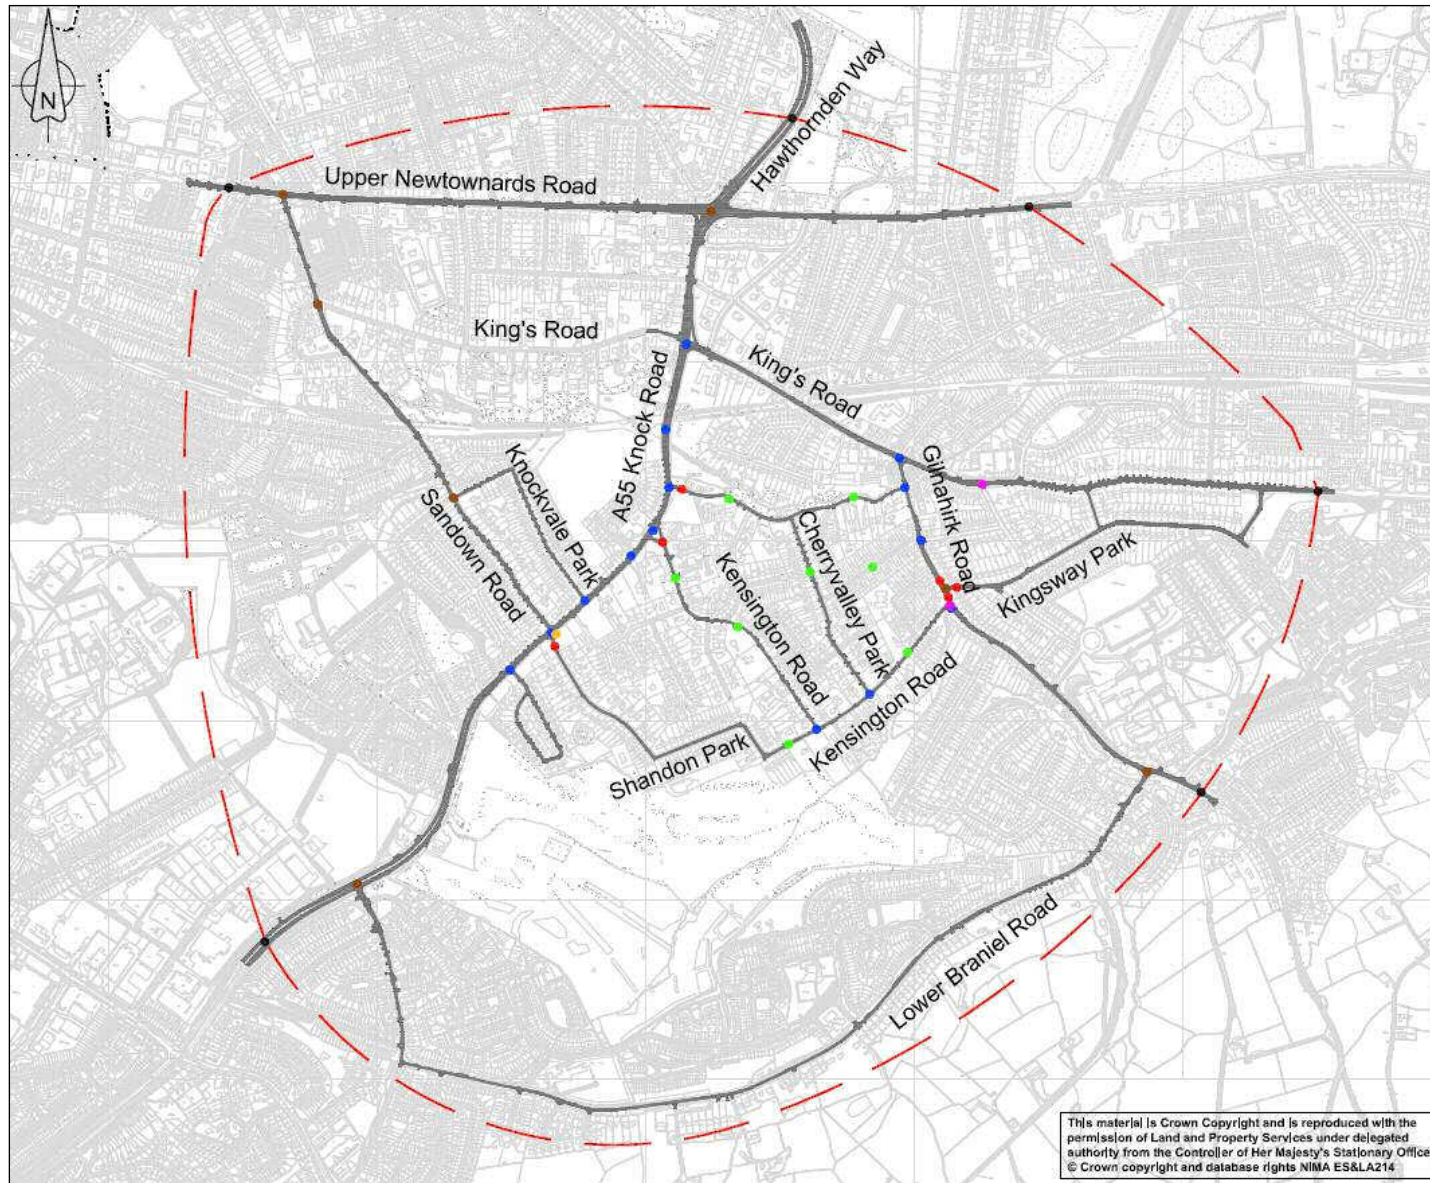 N
Hawthornden Way
Upper Newtownards Road
King's Road
King's Road
A55 Knock Road
Gilnahirk Road
Knockvale Park
Sandown Road
Cherryvalley Park
Kensington Road
Kingsway Park
Kensington Road
Shandon Park
Lower Braniel Road
This material is Crown Copyright and is reproduced with the
permission of Land and Property Services under delegated
authority from the Controller of Her Majesty's Stationary Office
© Crown copyright and database rights NIMA ES&LA214